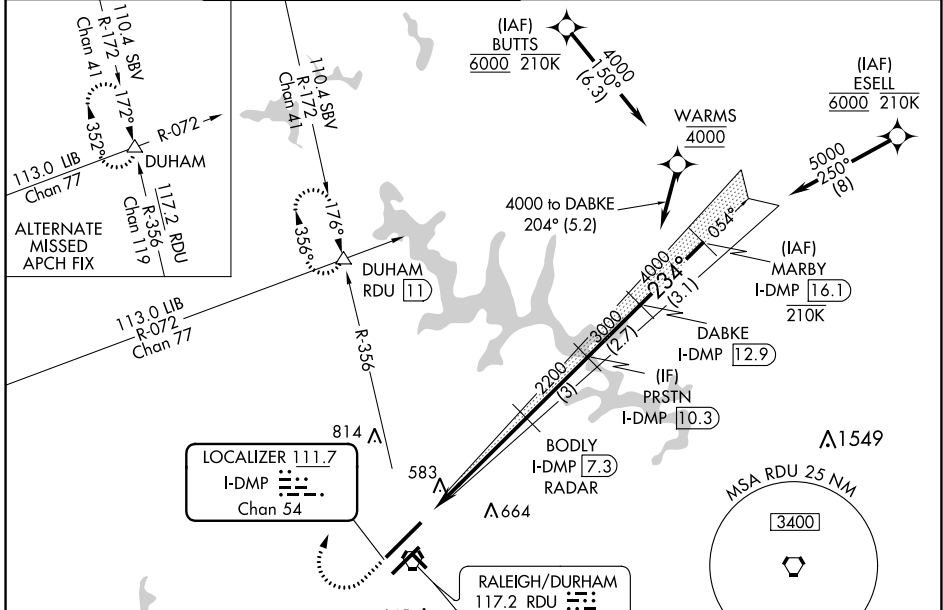 110.4 SBV
R-172
Chan 41
172°
352°
R-072
DUHAM
113.0 LIB
Chan 77
117.2 RDU
R-356
Chan 119
ALTERNATE
MISSED
APCH FIX
110.4 SBV
R-172
Chan 41
176°
356°
DUHAM
RDU 11
113.0 LIB
R-072
Chan 77
R-356
(IAF)
BUTTS
6000 210K
4000
150°
(6.3)
WARMS
4000
(IAF)
ESELL
6000 210K
5000
250°
(8)
4000 to DABKE
204° (5.2)
054°
(IAF)
MARBY
I-DMP 16.1
210K
4000
234°
(3.1)
DABKE
I-DMP 12.9
3000
(2.7)
(IF)
PRSTN
I-DMP 10.3
2200
(3)
BODLY
I-DMP 7.3
RADAR
814
583
664
1549
LOCALIZER 111.7
I-DMP
Chan 54
MSA RDU 25 NM
3400
RALEIGH/DURHAM
117.2 RDU